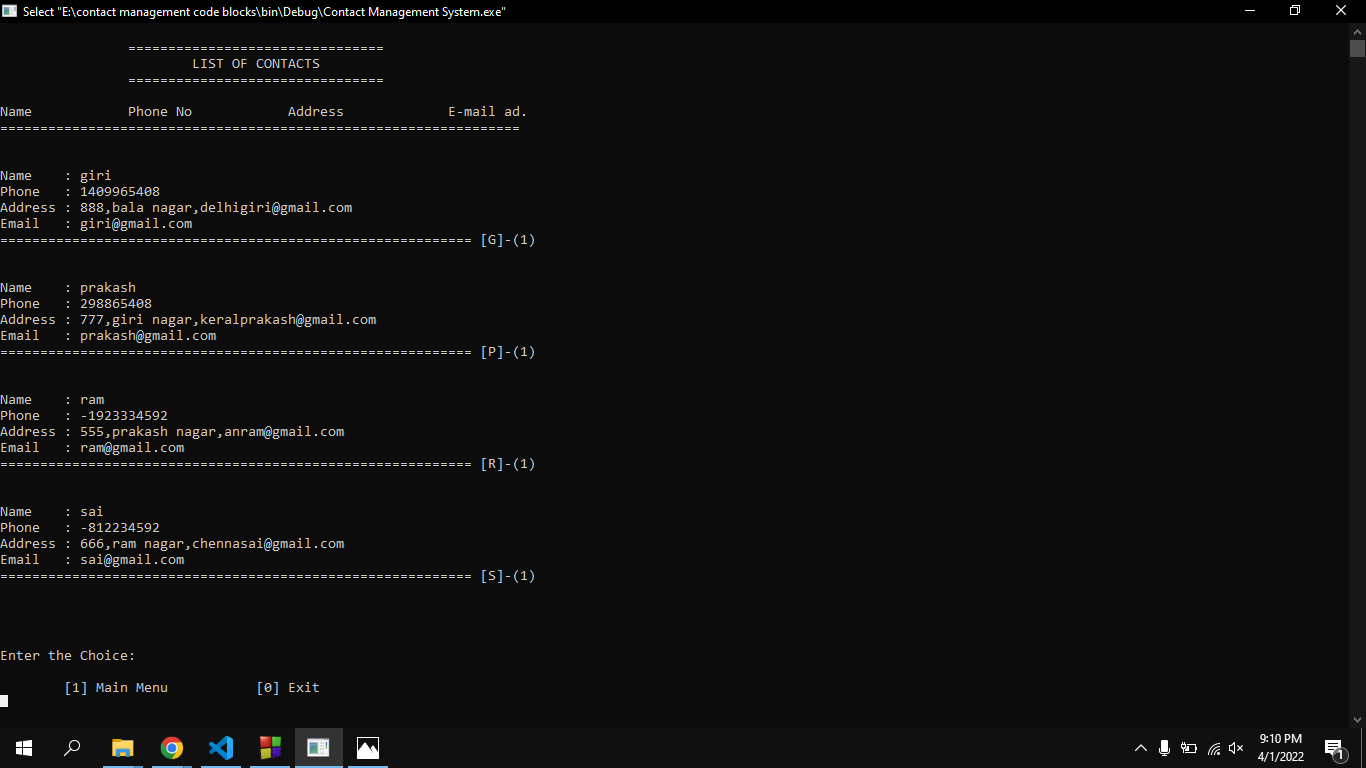 Select "E:\contact management code blocks\bin\Debug\Contact Management System.exe"
================================
LIST OF CONTACTS
================================
Name Phone No Address E-mail ad.
=================================================================
Name : giri
Phone : 1409965408
Address : 888,bala nagar,delhigiri@gmail.com
Email : giri@gmail.com
=========================================================== [G]-(1)
Name : prakash
Phone : 298865408
Address : 777,giri nagar,keralprakash@gmail.com
Email : prakash@gmail.com
=========================================================== [P]-(1)
Name : ram
Phone : -1923334592
Address : 555,prakash nagar,anram@gmail.com
Email : ram@gmail.com
=========================================================== [R]-(1)
Name : sai
Phone : -812234592
Address : 666,ram nagar,chennasai@gmail.com
Email : sai@gmail.com
=========================================================== [S]-(1)
Enter the Choice:
[1] Main Menu [0] Exit
9:10 PM
4/1/2022
1